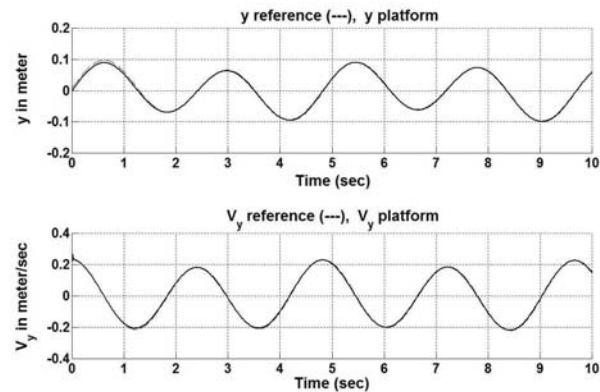 y reference (---), y platform
y in meter
0.2
0.1
0
-0.1
-0.2
0 1 2 3 4 5 6 7 8 9 10
Time (sec)
V_y reference (---), V_y platform
V_y in meter/sec
0.4
0.2
0
-0.2
-0.4
0 1 2 3 4 5 6 7 8 9 10
Time (sec)